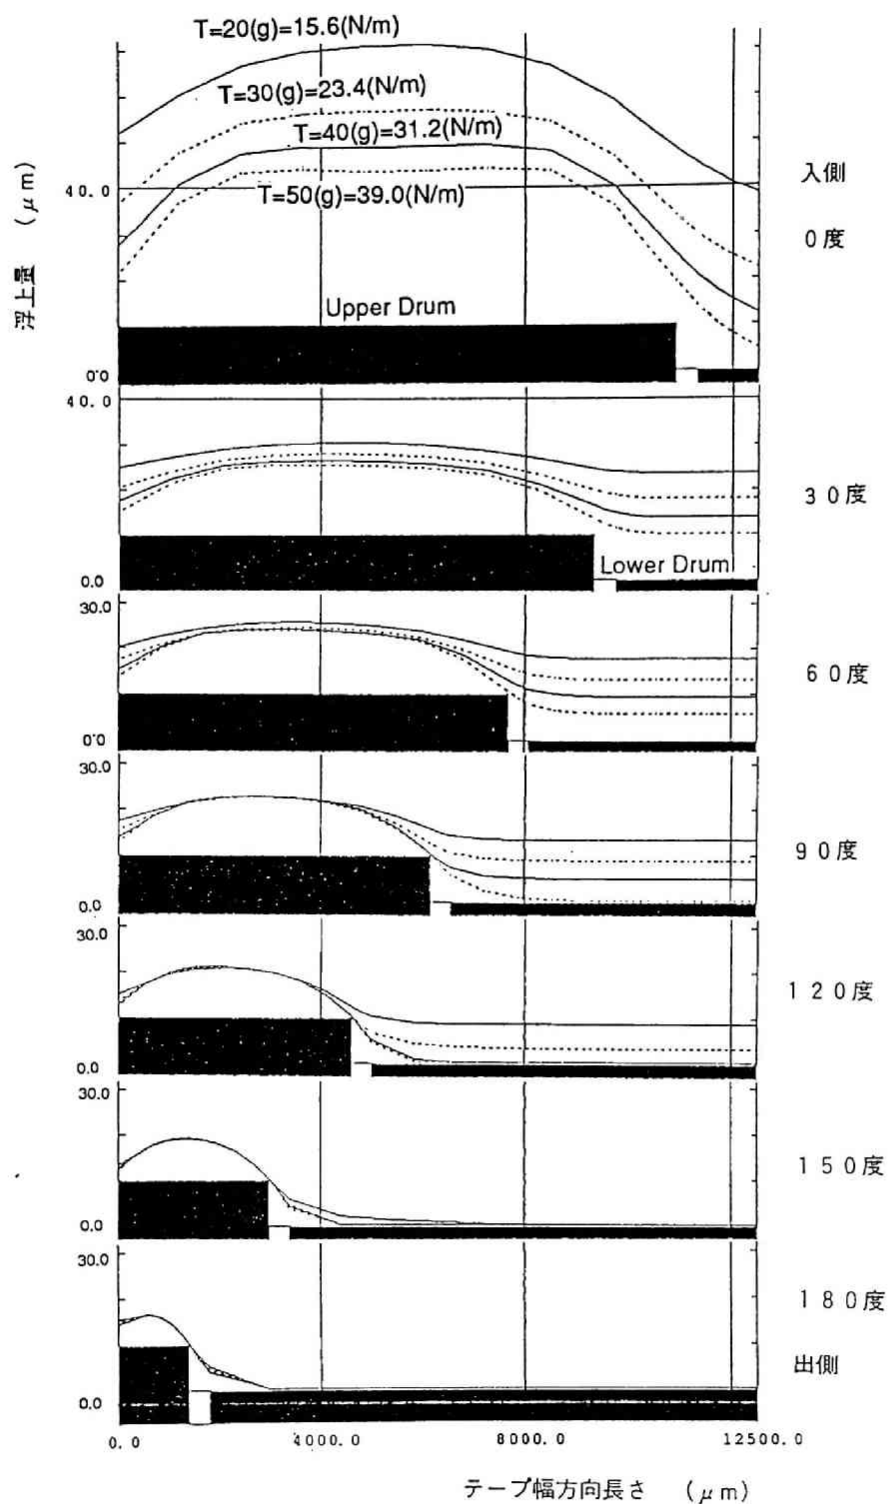 T=20(g)=15.6(N/m)
T=30(g)=23.4(N/m)
T=40(g)=31.2(N/m)
T=50(g)=39.0(N/m)
浮上量 (μm)
40.0
入側
0度
Upper Drum
0.0
40.0
30度
Lower Drum
0.0
30.0
60度
0.0
30.0
90度
0.0
30.0
120度
0.0
30.0
150度
0.0
30.0
180度
出側
0.0
0.0 4000.0 8000.0 12500.0
テープ幅方向長さ (μm)